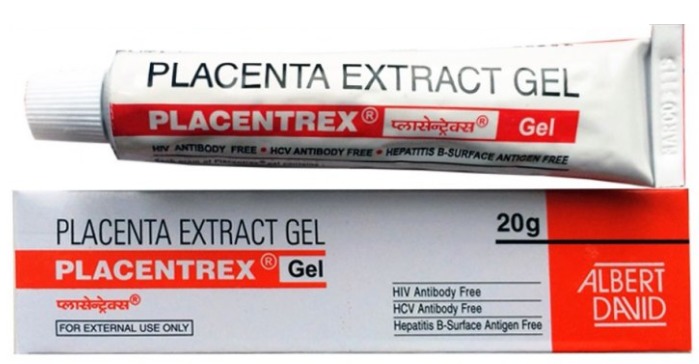 PLACENTA EXTRACT GEL
PLACENTREX® प्लासेन्ट्रेक्स® Gel
HIV ANTIBODY FREE • HCV ANTIBODY FREE • HEPATITIS B-SURFACE ANTIGEN FREE
PLACENTA EXTRACT GEL
20g
PLACENTREX® Gel
प्लासेन्ट्रेक्स®
FOR EXTERNAL USE ONLY
HIV Antibody Free
HCV Antibody Free
Hepatitis B-Surface Antigen Free
ALBERT
DAVID